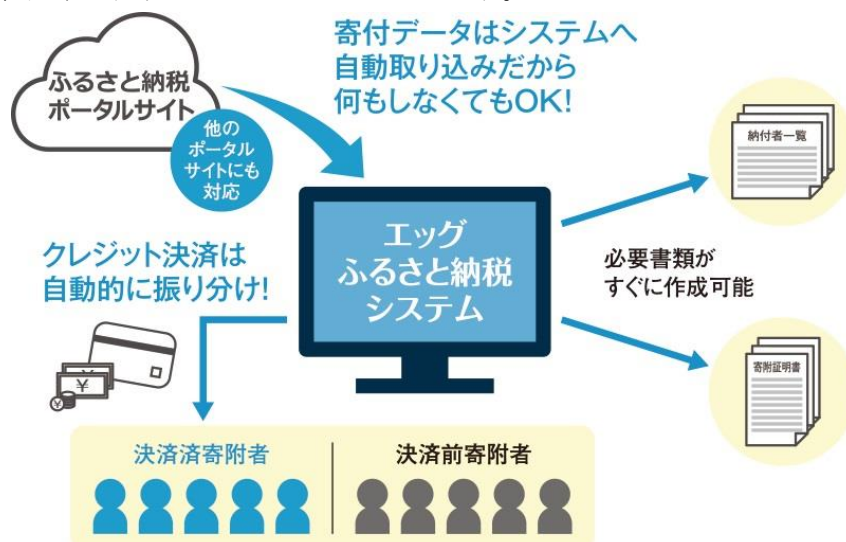 ふるさと納税
ポータルサイト
他の
ポータル
サイトにも
対応
寄付データはシステムへ
自動取り込みだから
何もしなくてもOK!
エッグ
ふるさと納税
システム
納付者一覧
必要書類が
すぐに作成可能
寄附証明書
クレジット決済は
自動的に振り分け!
¥
¥
決済済寄附者
決済前寄附者